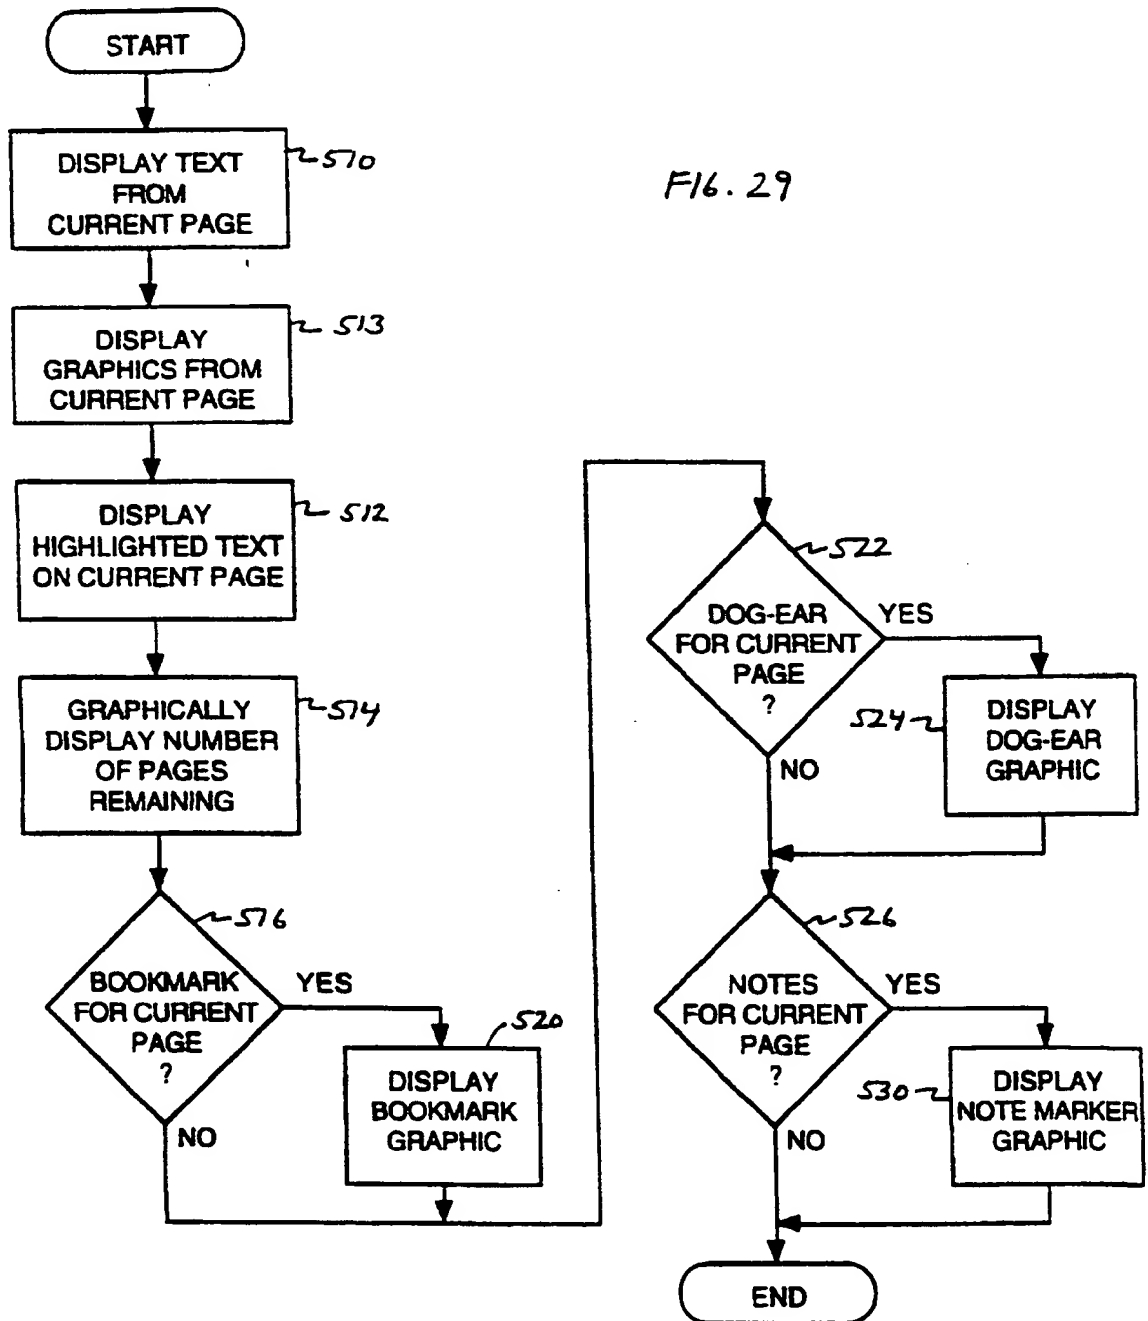 START
DISPLAY TEXT
FROM
CURRENT PAGE
510
FIG. 29
DISPLAY
GRAPHICS FROM
CURRENT PAGE
513
DISPLAY
HIGHLIGHTED TEXT
ON CURRENT PAGE
512
GRAPHICALLY
DISPLAY NUMBER
OF PAGES
REMAINING
514
BOOKMARK
FOR CURRENT
PAGE
?
516
YES
NO
DISPLAY
BOOKMARK
GRAPHIC
520
DOG-EAR
FOR CURRENT
PAGE
?
522
YES
NO
DISPLAY
DOG-EAR
GRAPHIC
524
NOTES
FOR CURRENT
PAGE
?
526
YES
NO
DISPLAY
NOTE MARKER
GRAPHIC
530
END